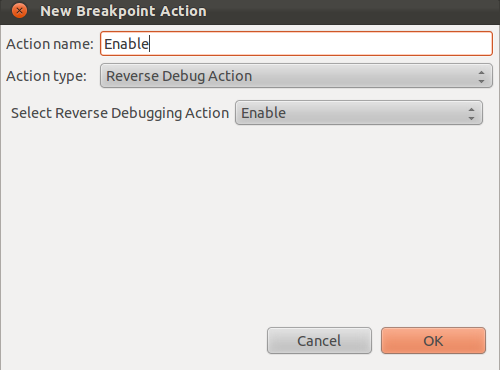 New Breakpoint Action
Action name: Enable
Action type: Reverse Debug Action
Select Reverse Debugging Action Enable
Cancel OK